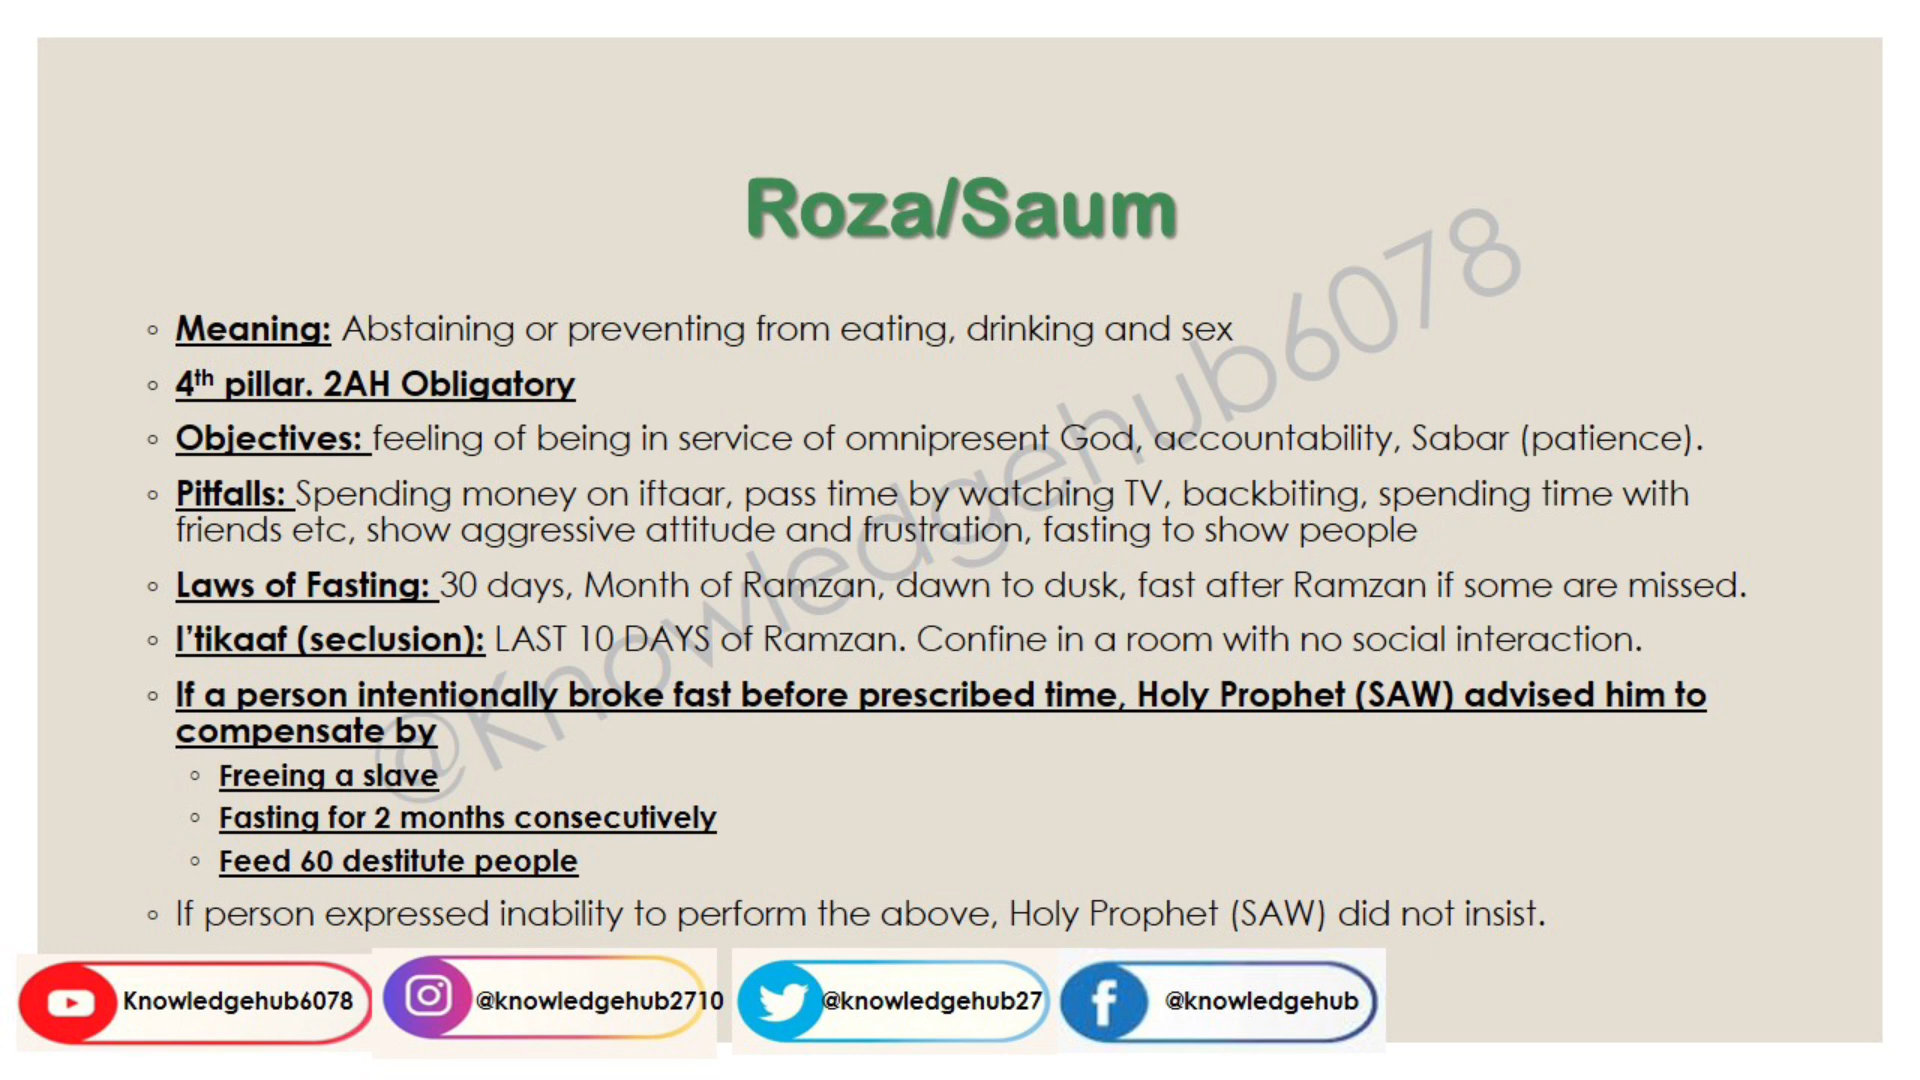 Roza/Saum
◦ Meaning: Abstaining or preventing from eating, drinking and sex
◦ 4th pillar. 2AH Obligatory
◦ Objectives: feeling of being in service of omnipresent God, accountability, Sabar (patience).
◦ Pitfalls: Spending money on iftaar, pass time by watching TV, backbiting, spending time with
friends etc, show aggressive attitude and frustration, fasting to show people
◦ Laws of Fasting: 30 days, Month of Ramzan, dawn to dusk, fast after Ramzan if some are missed.
◦ I'tikaaf (seclusion): LAST 10 DAYS of Ramzan. Confine in a room with no social interaction.
◦ If a person intentionally broke fast before prescribed time, Holy Prophet (SAW) advised him to
compensate by
◦ Freeing a slave
◦ Fasting for 2 months consecutively
◦ Feed 60 destitute people
◦ If person expressed inability to perform the above, Holy Prophet (SAW) did not insist.
@Knowledgehub6078
Knowledgehub6078
@knowledgehub2710
@knowledgehub27
@knowledgehub